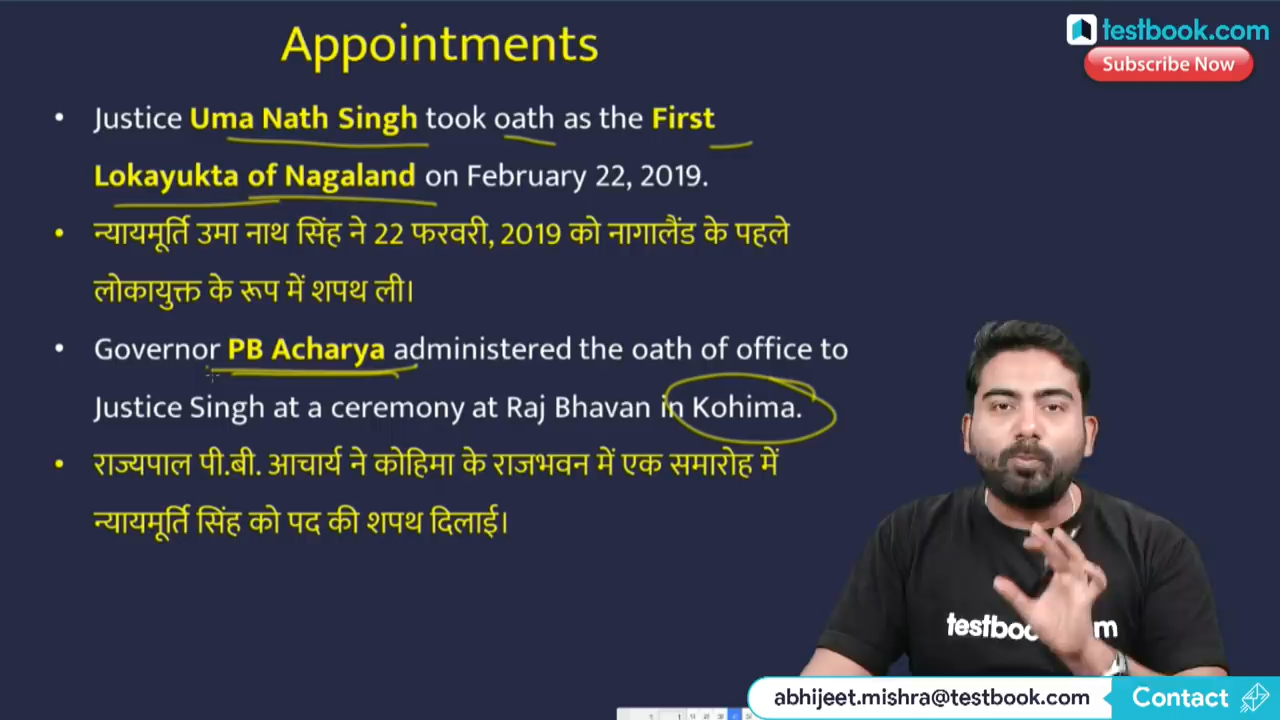 Appointments
testbook.com
Subscribe Now
• Justice Uma Nath Singh took oath as the First
Lokayukta of Nagaland on February 22, 2019.
• न्यायमूर्ति उमा नाथ सिंह ने 22 फरवरी, 2019 को नागालैंड के पहले
लोकायुक्त के रूप में शपथ ली।
• Governor PB Acharya administered the oath of office to
Justice Singh at a ceremony at Raj Bhavan in Kohima.
• राज्यपाल पी.बी. आचार्य ने कोहिमा के राजभवन में एक समारोह में
न्यायमूर्ति सिंह को पद की शपथ दिलाई।
abhijeet.mishra@testbook.com Contact